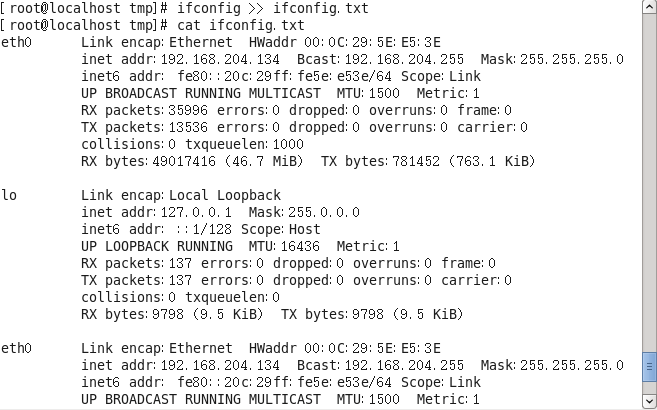 [root@localhost tmp]# ifconfig >> ifconfig.txt
[root@localhost tmp]# cat ifconfig.txt
eth0      Link encap:Ethernet  HWaddr 00:0C:29:5E:E5:3E
          inet addr:192.168.204.134  Bcast:192.168.204.255  Mask:255.255.255.0
          inet6 addr: fe80::20c:29ff:fe5e:e53e/64 Scope:Link
          UP BROADCAST RUNNING MULTICAST  MTU:1500  Metric:1
          RX packets:35996 errors:0 dropped:0 overruns:0 frame:0
          TX packets:13536 errors:0 dropped:0 overruns:0 carrier:0
          collisions:0 txqueuelen:1000
          RX bytes:49017416 (46.7 MiB)  TX bytes:781452 (763.1 KiB)
lo        Link encap:Local Loopback
          inet addr:127.0.0.1  Mask:255.0.0.0
          inet6 addr: ::1/128 Scope:Host
          UP LOOPBACK RUNNING  MTU:16436  Metric:1
          RX packets:137 errors:0 dropped:0 overruns:0 frame:0
          TX packets:137 errors:0 dropped:0 overruns:0 carrier:0
          collisions:0 txqueuelen:0
          RX bytes:9798 (9.5 KiB)  TX bytes:9798 (9.5 KiB)
eth0      Link encap:Ethernet  HWaddr 00:0C:29:5E:E5:3E
          inet addr:192.168.204.134  Bcast:192.168.204.255  Mask:255.255.255.0
          inet6 addr: fe80::20c:29ff:fe5e:e53e/64 Scope:Link
          UP BROADCAST RUNNING MULTICAST  MTU:1500  Metric:1